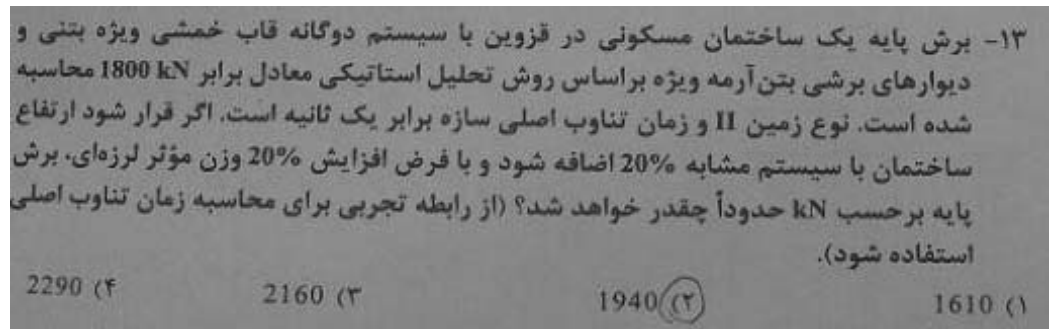 ۱۳- برش پایه یک ساختمان مسکونی در قزوین با سیستم دوگانه قاب خمشی ویژه بتنی و
دیوارهای برشی بتن‌آرمه ویژه براساس روش تحلیل استاتیکی معادل برابر 1800 kN محاسبه
شده است. نوع زمین II و زمان تناوب اصلی سازه برابر یک ثانیه است. اگر قرار شود ارتفاع
ساختمان با سیستم مشابه 20% اضافه شود و با فرض افزایش 20% وزن مؤثر لرزه‌ای، برش
پایه برحسب kN حدوداً چقدر خواهد شد؟ (از رابطه تجربی برای محاسبه زمان تناوب اصلی
استفاده شود).
۱) 1610 ۲) 1940 ۳) 2160 ۴) 2290